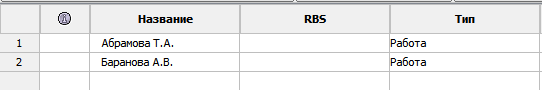 Название RBS Тип
1 Абрамова Т.А. Работа
2 Баранова А.В. Работа